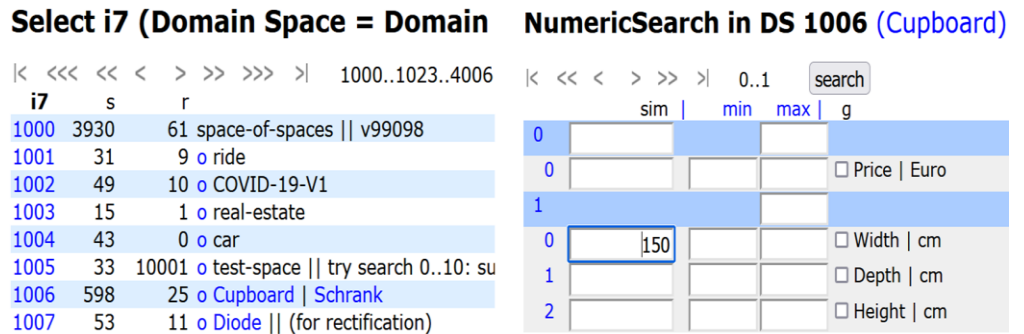 Select i7 (Domain Space = Domain
|< <<< << < > >> >>> >| 1000..1023..4006
i7 s r
1000 3930 61 space-of-spaces || v99098
1001 31 9 o ride
1002 49 10 o COVID-19-V1
1003 15 1 o real-estate
1004 43 0 o car
1005 33 10001 o test-space || try search 0..10: su
1006 598 25 o Cupboard | Schrank
1007 53 11 o Diode || (for rectification)
NumericSearch in DS 1006 (Cupboard)
|< << < > >> >| 0..1 search
sim | min max | g
0
0 Price | Euro
1
0 150 Width | cm
1 Depth | cm
2 Height | cm